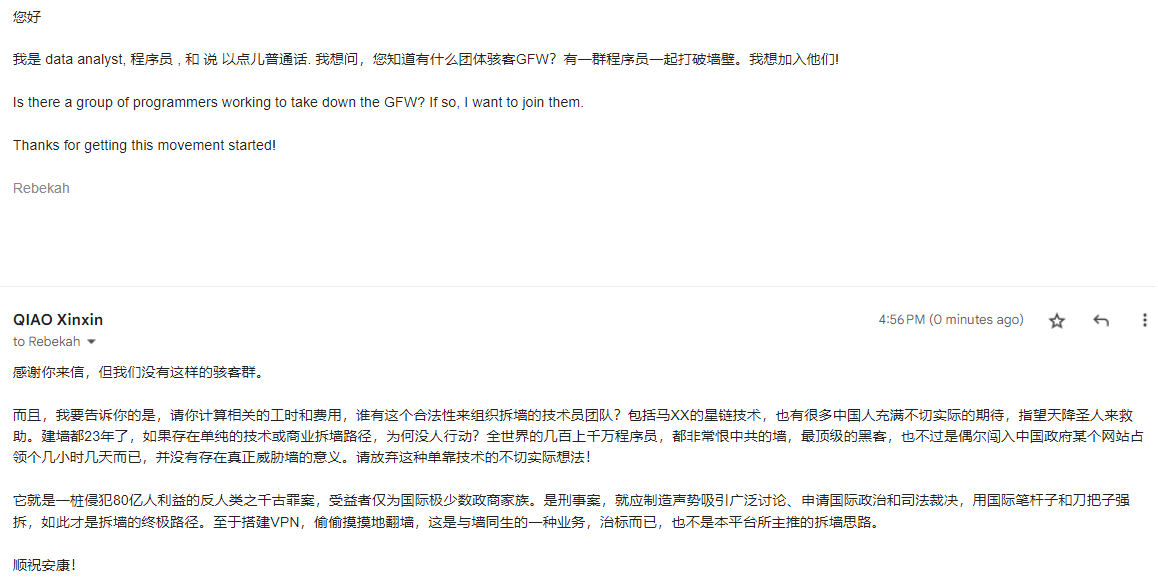 您好
我是 data analyst, 程序员 , 和 说 以点儿普通话. 我想问，您知道有什么团体骇客GFW？有一群程序员一起打破墙壁。我想加入他们!
Is there a group of programmers working to take down the GFW? If so, I want to join them.
Thanks for getting this movement started!
Rebekah
QIAO Xinxin
4:56 PM (0 minutes ago)
to Rebekah
感谢你来信，但我们没有这样的骇客群。
而且，我要告诉你的是，请你计算相关的工时和费用，谁有这个合法性来组织拆墙的技术员团队？包括马XX的星链技术，也有很多中国人充满不切实际的期待，指望天降圣人来救
助。建墙都23年了，如果存在单纯的技术或商业拆墙路径，为何没人行动？全世界的几百上千万程序员，都非常恨中共的墙，最顶级的黑客，也不过是偶尔闯入中国政府某个网站占
领个几小时几天而已，并没有存在真正威胁墙的意义。请放弃这种单靠技术的不切实际想法！
它就是一桩侵犯80亿人利益的反人类之千古罪案，受益者仅为国际极少数政商家族。是刑事案，就应制造声势吸引广泛讨论、申请国际政治和司法裁决，用国际笔杆子和刀把子强
拆，如此才是拆墙的终极路径。至于搭建VPN，偷偷摸摸地翻墙，这是与墙同生的一种业务，治标而已，也不是本平台所主推的拆墙思路。
顺祝安康！